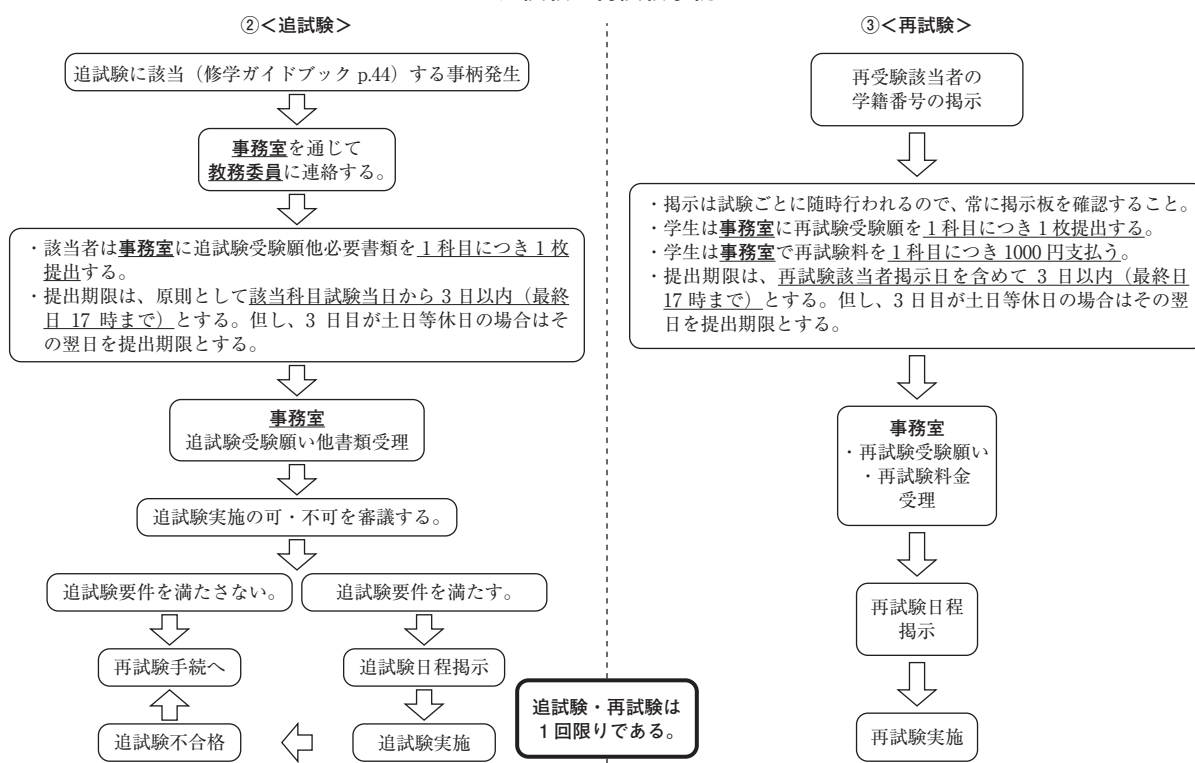 ②<追試験>
追試験に該当(修学ガイドブック p.44)する事柄発生
事務室を通じて
教務委員に連絡する。
・該当者は事務室に追試験受験願他必要書類を1科目につき1枚
提出する。
・提出期限は、原則として該当科目試験当日から3日以内(最終
日 17 時まで)とする。但し、3 日目が土日等休日の場合はそ
の翌日を提出期限とする。
事務室
追試験受験願い他書類受理
追試験実施の可・不可を審議する。
追試験要件を満たさない。
追試験要件を満たす。
再試験手続へ
追試験日程掲示
追試験不合格
追試験実施
追試験・再試験は
1回限りである。
③<再試験>
再受験該当者の
学籍番号の掲示
・掲示は試験ごとに随時行われるので、常に掲示板を確認すること。
・学生は事務室に再試験受験願を1科目につき1枚提出する。
・学生は事務室で再試験料を1科目につき1000円支払う。
・提出期限は、再試験該当者掲示日を含めて 3 日以内(最終日
17 時まで)とする。但し、3日目が土日等休日の場合はその翌
日を提出期限とする。
事務室
・再試験受験願い
・再試験料金
受理
再試験日程
掲示
再試験実施